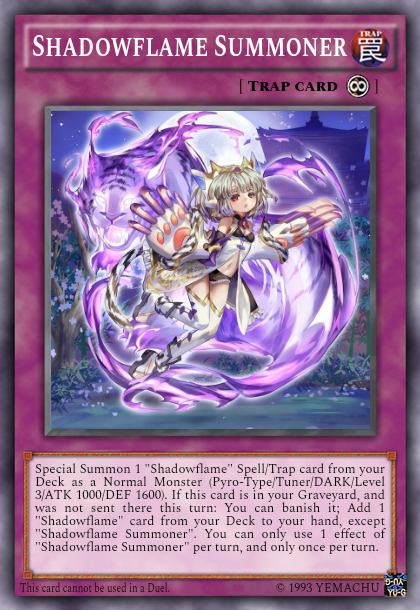 Shadowflame Summoner
TRAP
罠
[ Trap card ]
Special Summon 1 "Shadowflame" Spell/Trap card from your
Deck as a Normal Monster (Pyro-Type/Tuner/DARK/Level
3/ATK 1000/DEF 1600). If this card is in your Graveyard, and
was not sent there this turn: You can banish it; Add 1
"Shadowflame" card from your Deck to your hand, except
"Shadowflame Summoner". You can only use 1 effect of
"Shadowflame Summoner" per turn, and only once per turn.
This card cannot be used in a Duel.
© 1993 YEMACHU